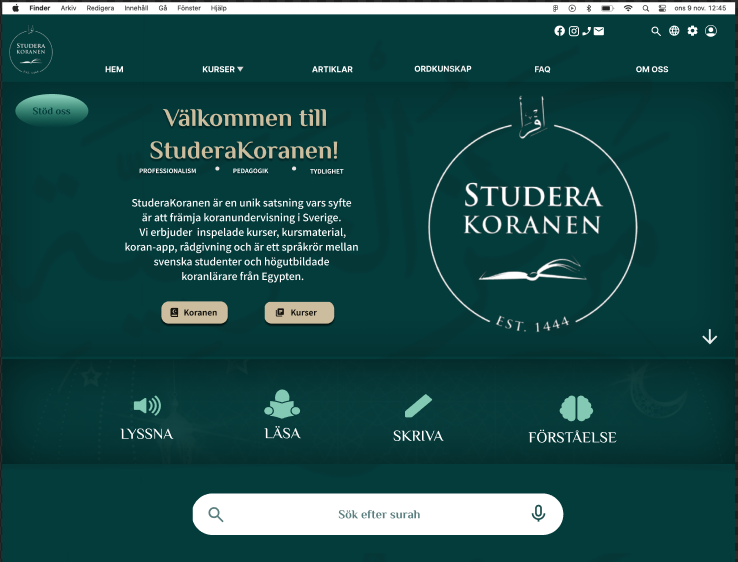 Finder Arkiv Redigera Innehåll Gå Fönster Hjälp ons 9 nov. 12:45
STUDERA
KORANEN
HEM KURSER ARTIKLAR ORDKUNSKAP FAQ OM OSS
Stöd oss
Välkommen till
StuderaKoranen!
PROFESSIONALISM PEDAGOGIK TYDLIGHET
StuderaKoranen är en unik satsning vars syfte
är att främja koranundervisning i Sverige.
Vi erbjuder inspelade kurser, kursmaterial,
koran-app, rådgivning och är ett språkrör mellan
svenska studenter och högutbildade
koranlärare från Egypten.
Koranen Kurser
اقرأ
STUDERA
KORANEN
EST. 1444
LYSSNA LÄSA SKRIVA FÖRSTÅELSE
Sök efter surah